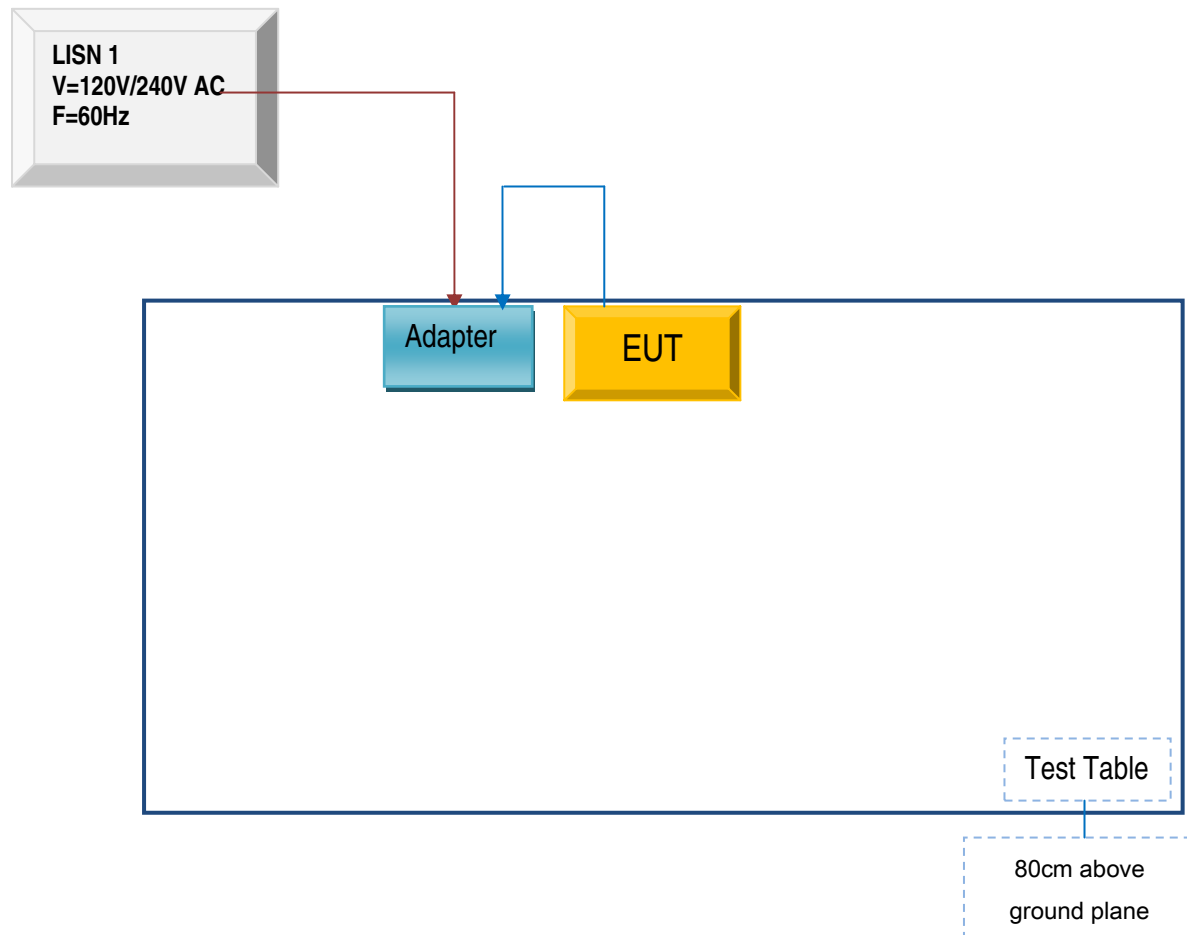 LISN 1
V=120V/240V AC
F=60Hz
Adapter
EUT
Test Table
80cm above
ground plane